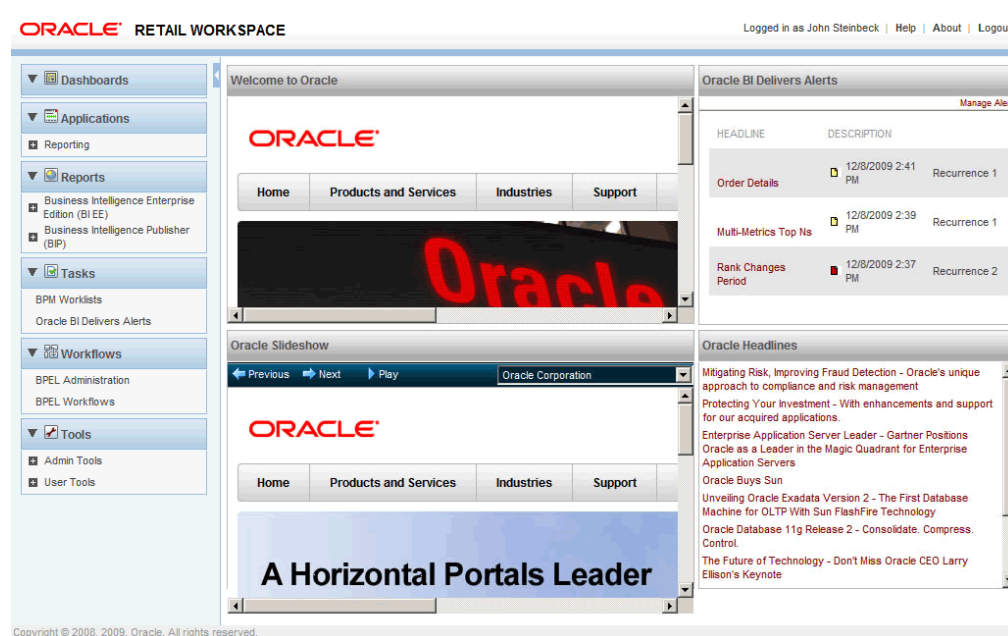 ORACLE® RETAIL WORKSPACE
Logged in as John Steinbeck | Help | About | Logou
Dashboards
Applications
Reporting
Reports
Business Intelligence Enterprise
Edition (BI EE)
Business Intelligence Publisher
(BIP)
Tasks
BPM Worklists
Oracle BI Delivers Alerts
Workflows
BPEL Administration
BPEL Workflows
Tools
Admin Tools
User Tools
Welcome to Oracle
ORACLE®
Home Products and Services Industries Support
Oracle
Oracle BI Delivers Alerts
Manage Ale
HEADLINE DESCRIPTION
Order Details 12/8/2009 2:41 PM Recurrence 1
Multi-Metrics Top Ns 12/8/2009 2:39 PM Recurrence 1
Rank Changes Period 12/8/2009 2:37 PM Recurrence 2
Oracle Slideshow
Previous Next Play Oracle Corporation
ORACLE®
Home Products and Services Industries Support
A Horizontal Portals Leader
Oracle Headlines
Mitigating Risk, Improving Fraud Detection - Oracle's unique
approach to compliance and risk management
Protecting Your Investment - With enhancements and support
for our acquired applications.
Enterprise Application Server Leader - Gartner Positions
Oracle as a Leader in the Magic Quadrant for Enterprise
Application Servers
Oracle Buys Sun
Unveiling Oracle Exadata Version 2 - The First Database
Machine for OLTP With Sun FlashFire Technology
Oracle Database 11g Release 2 - Consolidate. Compress.
Control.
The Future of Technology - Don't Miss Oracle CEO Larry
Ellison's Keynote
Copyright © 2008, 2009, Oracle. All rights reserved.